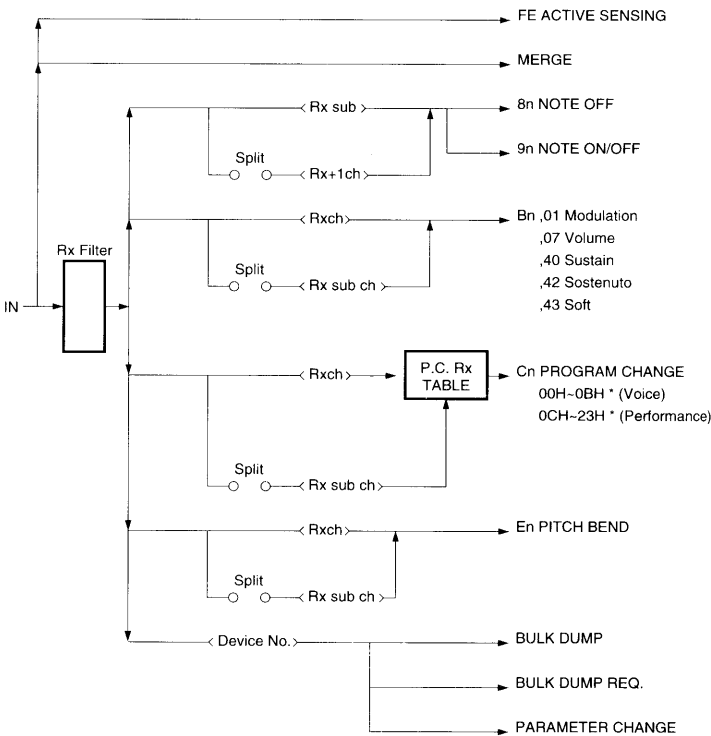 FE ACTIVE SENSING
MERGE
< Rx sub >
8n NOTE OFF
9n NOTE ON/OFF
Split
< Rx+1ch >
< Rxch >
Bn ,01 Modulation
,07 Volume
,40 Sustain
,42 Sostenuto
,43 Soft
Split
< Rx sub ch >
Rx Filter
IN
< Rxch >
P.C. Rx
TABLE
Cn PROGRAM CHANGE
00H~0BH * (Voice)
0CH~23H * (Performance)
Split
< Rx sub ch >
< Rxch >
En PITCH BEND
Split
< Rx sub ch >
< Device No. >
BULK DUMP
BULK DUMP REQ.
PARAMETER CHANGE